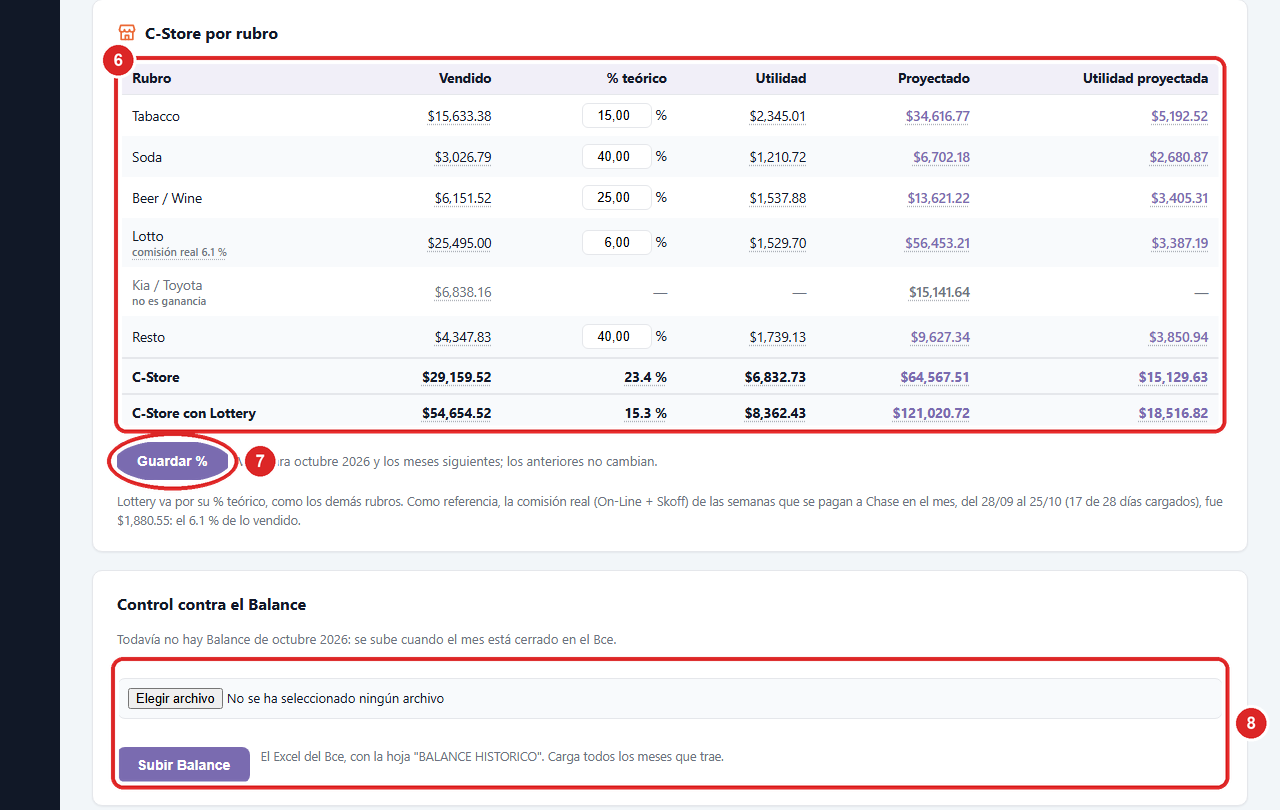 C-Store por rubro
6
Rubro Vendido % teórico Utilidad Proyectado Utilidad proyectada
Tabacco $15,633.38 15,00 % $2,345.01 $34,616.77 $5,192.52
Soda $3,026.79 40,00 % $1,210.72 $6,702.18 $2,680.87
Beer / Wine $6,151.52 25,00 % $1,537.88 $13,621.22 $3,405.31
Lotto $25,495.00 6,00 % $1,529.70 $56,453.21 $3,387.19
comisión real 6.1 %
Kia / Toyota $6,838.16 — — $15,141.64 —
no es ganancia
Resto $4,347.83 40,00 % $1,739.13 $9,627.34 $3,850.94
C-Store $29,159.52 23.4 % $6,832.73 $64,567.51 $15,129.63
C-Store con Lottery $54,654.52 15.3 % $8,362.43 $121,020.72 $18,516.82
Guardar % 7 octubre 2026 y los meses siguientes; los anteriores no cambian.
Lottery va por su % teórico, como los demás rubros. Como referencia, la comisión real (On-Line + Skoff) de las semanas que se pagan a Chase en el mes, del 28/09 al 25/10 (17 de 28 días cargados), fue
$1,880.55: el 6.1 % de lo vendido.
Control contra el Balance
Todavía no hay Balance de octubre 2026: se sube cuando el mes está cerrado en el Bce.
Elegir archivo No se ha seleccionado ningún archivo
8
Subir Balance El Excel del Bce, con la hoja "BALANCE HISTORICO". Carga todos los meses que trae.